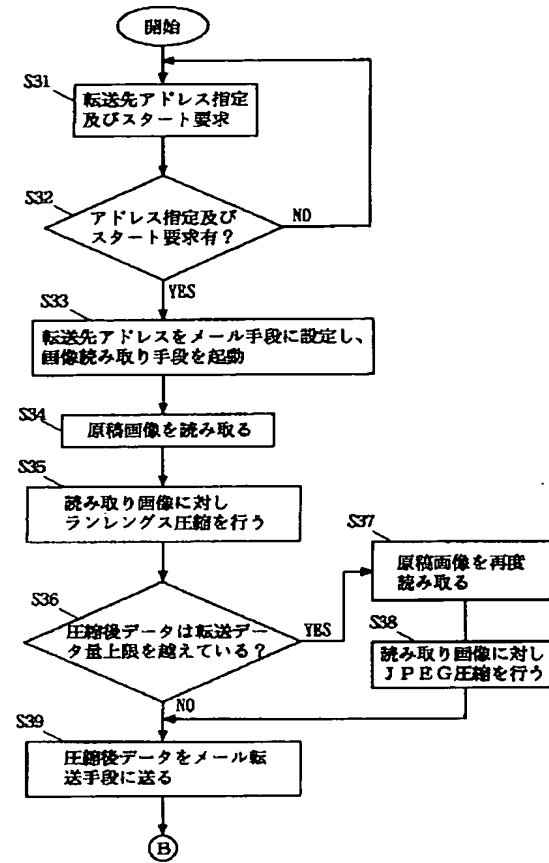 開始
S31
転送先アドレス指定
及びスタート要求
S32
アドレス指定及び
スタート要求有?
NO
YES
S33
転送先アドレスをメール手段に設定し、
画像読み取り手段を起動
S34
原稿画像を読み取る
S35
読み取り画像に対し
ランレングス圧縮を行う
S36
圧縮後データは転送デー
タ量上限を越えている?
YES
NO
S37
原稿画像を再度
読み取る
S38
読み取り画像に対し
JPEG圧縮を行う
S39
圧縮後データをメール転
送手段に送る
B